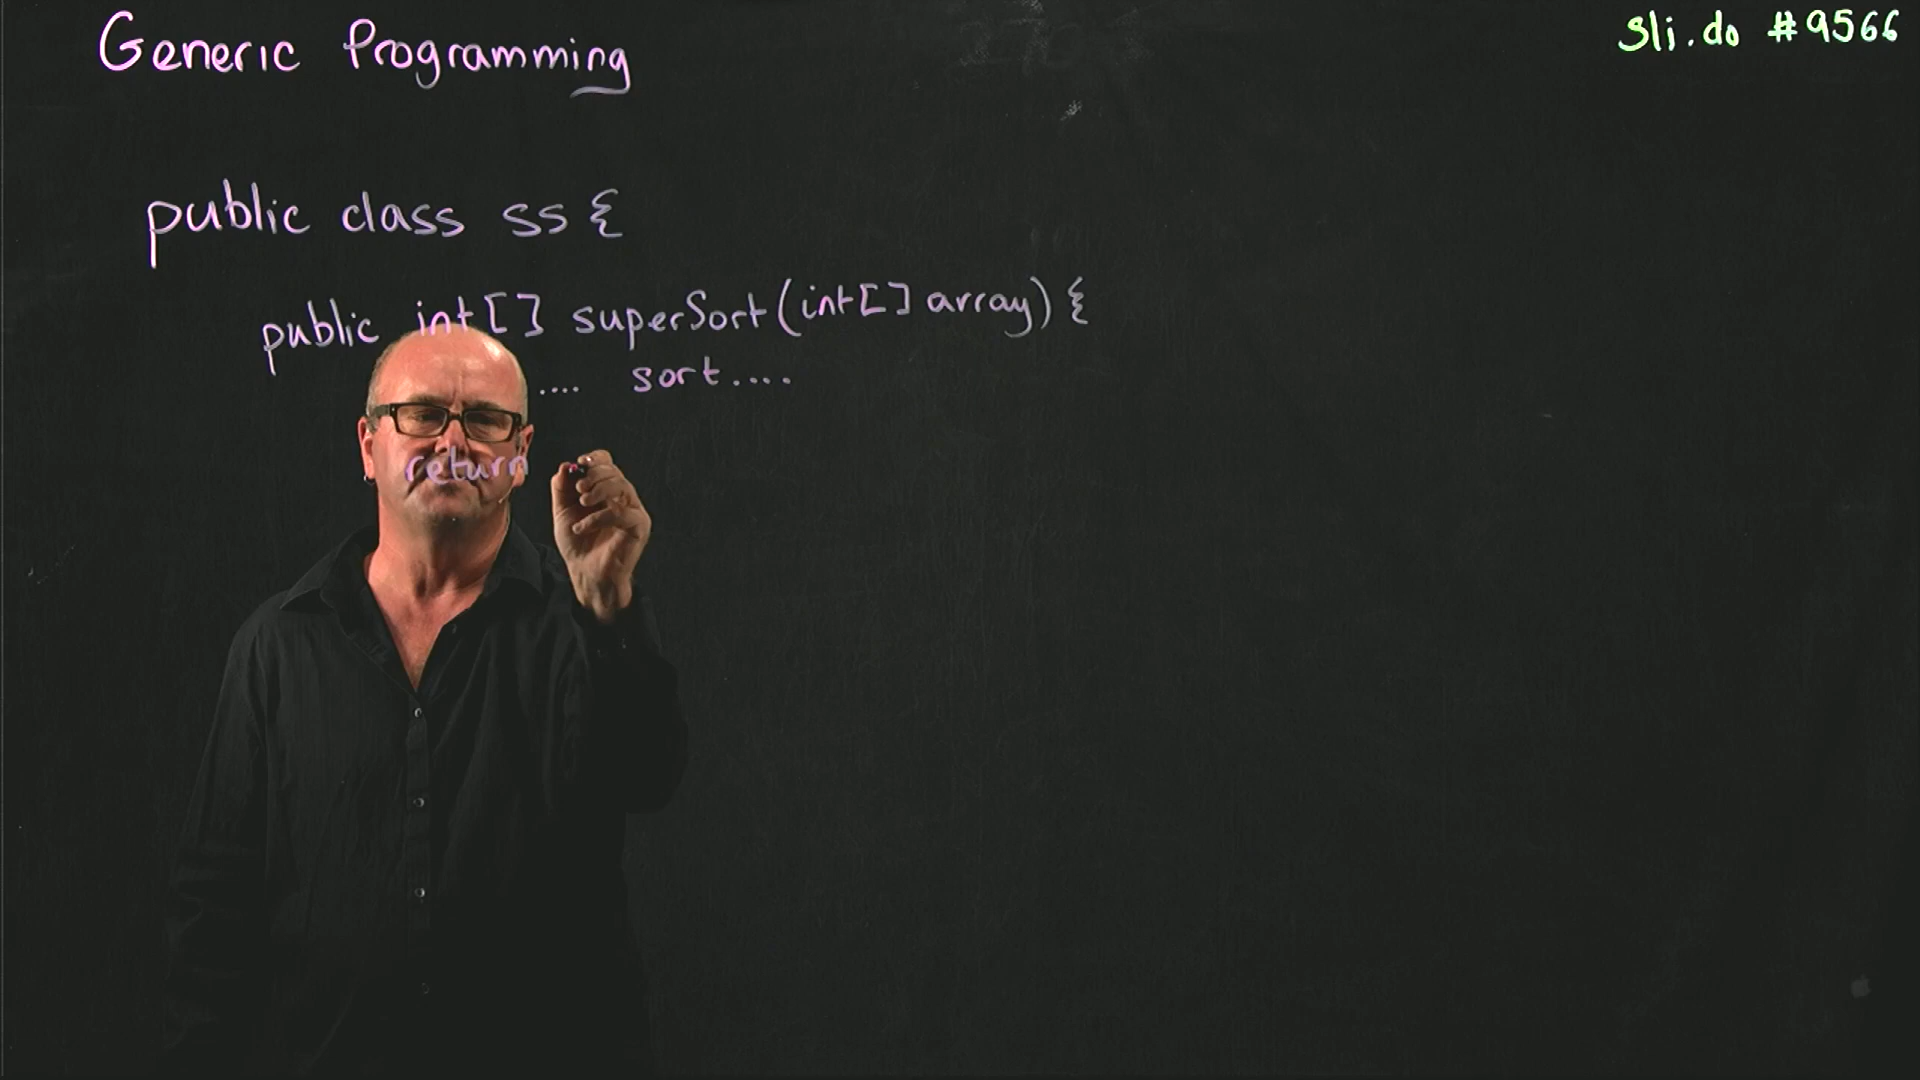 Generic Programming
sli.do #9566
public class ss {
public int[] superSort(int[] array) {
.... sort....
return